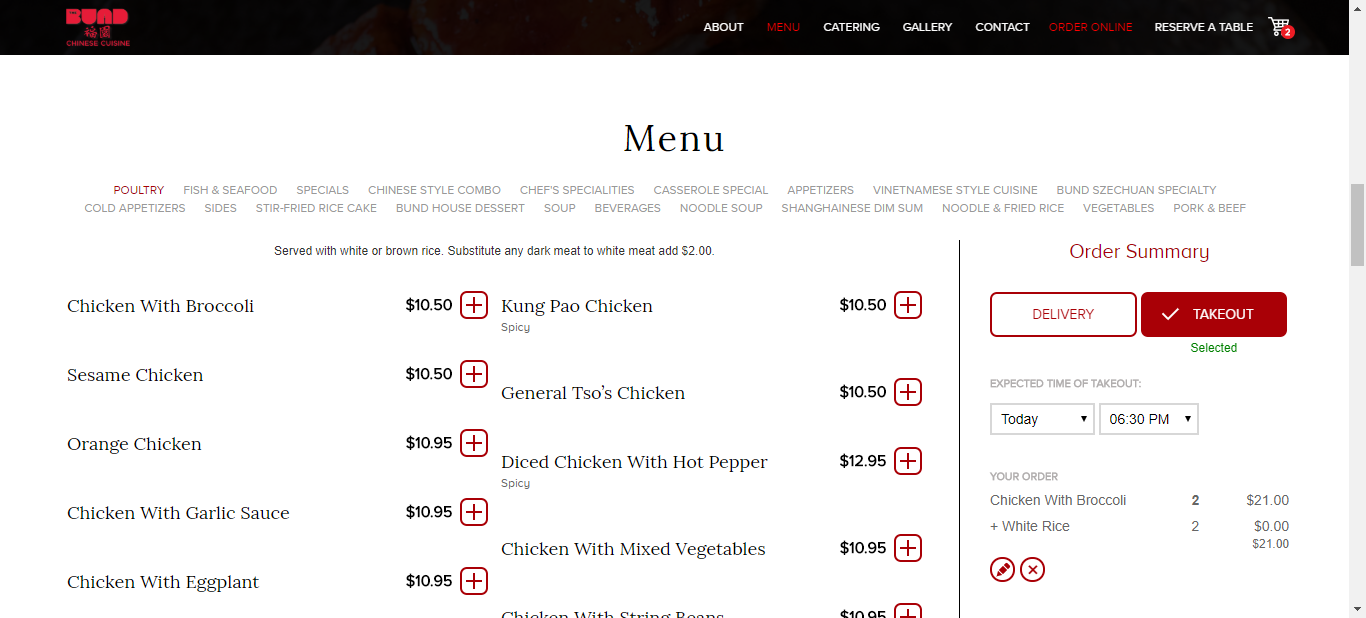 BUND
裕園
CHINESE CUISINE
ABOUT MENU CATERING GALLERY CONTACT ORDER ONLINE RESERVE A TABLE 2
Menu
POULTRY FISH & SEAFOOD SPECIALS CHINESE STYLE COMBO CHEF'S SPECIALITIES CASSEROLE SPECIAL APPETIZERS VINETNAMESE STYLE CUISINE BUND SZECHUAN SPECIALTY
COLD APPETIZERS SIDES STIR-FRIED RICE CAKE BUND HOUSE DESSERT SOUP BEVERAGES NOODLE SOUP SHANGHAINESE DIM SUM NOODLE & FRIED RICE VEGETABLES PORK & BEEF
Served with white or brown rice. Substitute any dark meat to white meat add $2.00.
Chicken With Broccoli $10.50
Sesame Chicken $10.50
Orange Chicken $10.95
Chicken With Garlic Sauce $10.95
Chicken With Eggplant $10.95
Kung Pao Chicken $10.50
Spicy
General Tso's Chicken $10.50
Diced Chicken With Hot Pepper $12.95
Spicy
Chicken With Mixed Vegetables $10.95
Chicken With String Beans $10.95
Order Summary
DELIVERY TAKEOUT
Selected
EXPECTED TIME OF TAKEOUT:
Today 06:30 PM
YOUR ORDER
Chicken With Broccoli 2 $21.00
+ White Rice 2 $0.00
$21.00